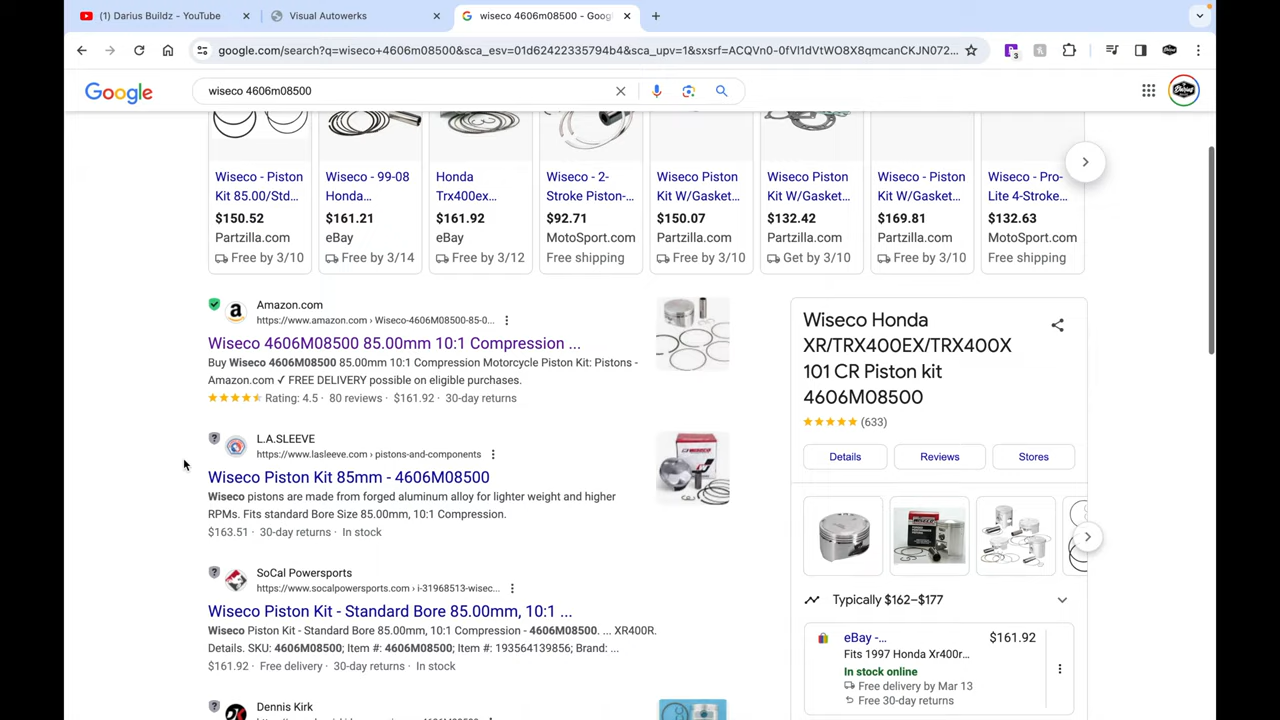 (1) Darius Buildz - YouTube
Visual Autowerks
wiseco 4606m08500 - Goog
google.com/search?q=wiseco+4606m08500&sca_esv=01d62422335794b4&sca_upv=1&sxsrf=ACQVn0-0fVl1dVtWO8X8qmcanCKJN072...
3
Google
wiseco 4606m08500
Wiseco - Piston
Kit 85.00/Std...
$150.52
Partzilla.com
Free by 3/10
Wiseco - 99-08
Honda...
$161.21
eBay
Free by 3/14
Honda
Trx400ex...
$161.92
eBay
Free by 3/12
Wiseco - 2-
Stroke Piston-...
$92.71
MotoSport.com
Free shipping
Wiseco Piston
Kit W/Gasket...
$150.07
Partzilla.com
Free by 3/10
Wiseco Piston
Kit W/Gasket...
$132.42
Partzilla.com
Get by 3/10
Wiseco - Piston
Kit W/Gasket...
$169.81
Partzilla.com
Free by 3/10
Wiseco - Pro-
Lite 4-Stroke...
$132.63
MotoSport.com
Free shipping
Amazon.com
https://www.amazon.com › Wiseco-4606M08500-85-0...
Wiseco 4606M08500 85.00mm 10:1 Compression ...
Buy Wiseco 4606M08500 85.00mm 10:1 Compression Motorcycle Piston Kit: Pistons -
Amazon.com ✓ FREE DELIVERY possible on eligible purchases.
Rating: 4.5 · 80 reviews · $161.92 · 30-day returns
L.A.SLEEVE
https://www.lasleeve.com › pistons-and-components
Wiseco Piston Kit 85mm - 4606M08500
Wiseco pistons are made from forged aluminum alloy for lighter weight and higher
RPMs. Fits standard Bore Size 85.00mm, 10:1 Compression.
$163.51 · 30-day returns · In stock
SoCal Powersports
https://www.socalpowersports.com › i-31968513-wisec...
Wiseco Piston Kit - Standard Bore 85.00mm, 10:1 ...
Wiseco Piston Kit - Standard Bore 85.00mm, 10:1 Compression - 4606M08500. ... XR400R.
Details. SKU: 4606M08500; Item #: 4606M08500; Item #: 193564139856; Brand: ...
$161.92 · Free delivery · 30-day returns · In stock
Dennis Kirk
Wiseco Honda
XR/TRX400EX/TRX400X
101 CR Piston kit
4606M08500
(633)
Details
Reviews
Stores
Typically $162–$177
eBay -...
$161.92
Fits 1997 Honda Xr400r...
In stock online
Free delivery by Mar 13
Free 30-day returns